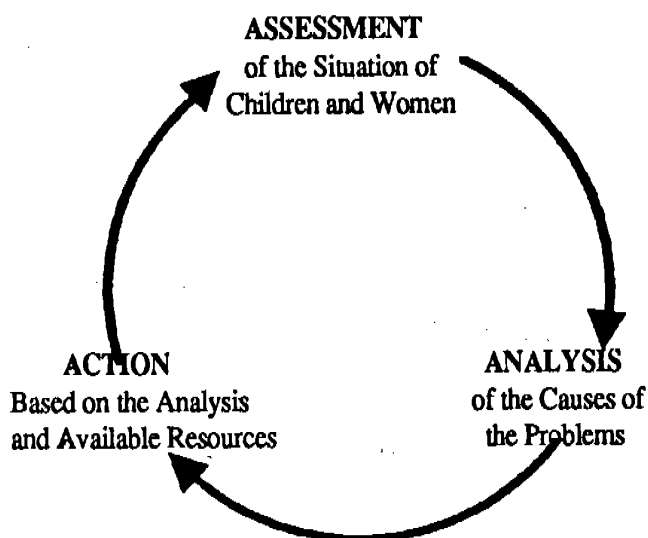 ASSESSMENT
of the Situation of
Children and Women
ACTION
Based on the Analysis
and Available Resources
ANALYSIS
of the Causes of
the Problems